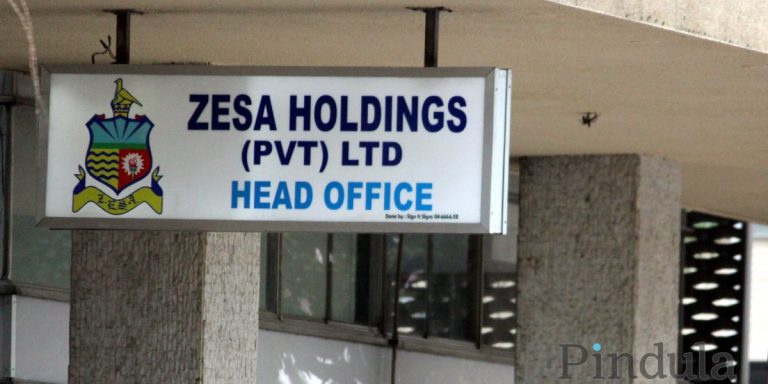 ZESA HOLDINGS
(PVT) LTD
HEAD OFFICE
Z.E.S.A
Pindula